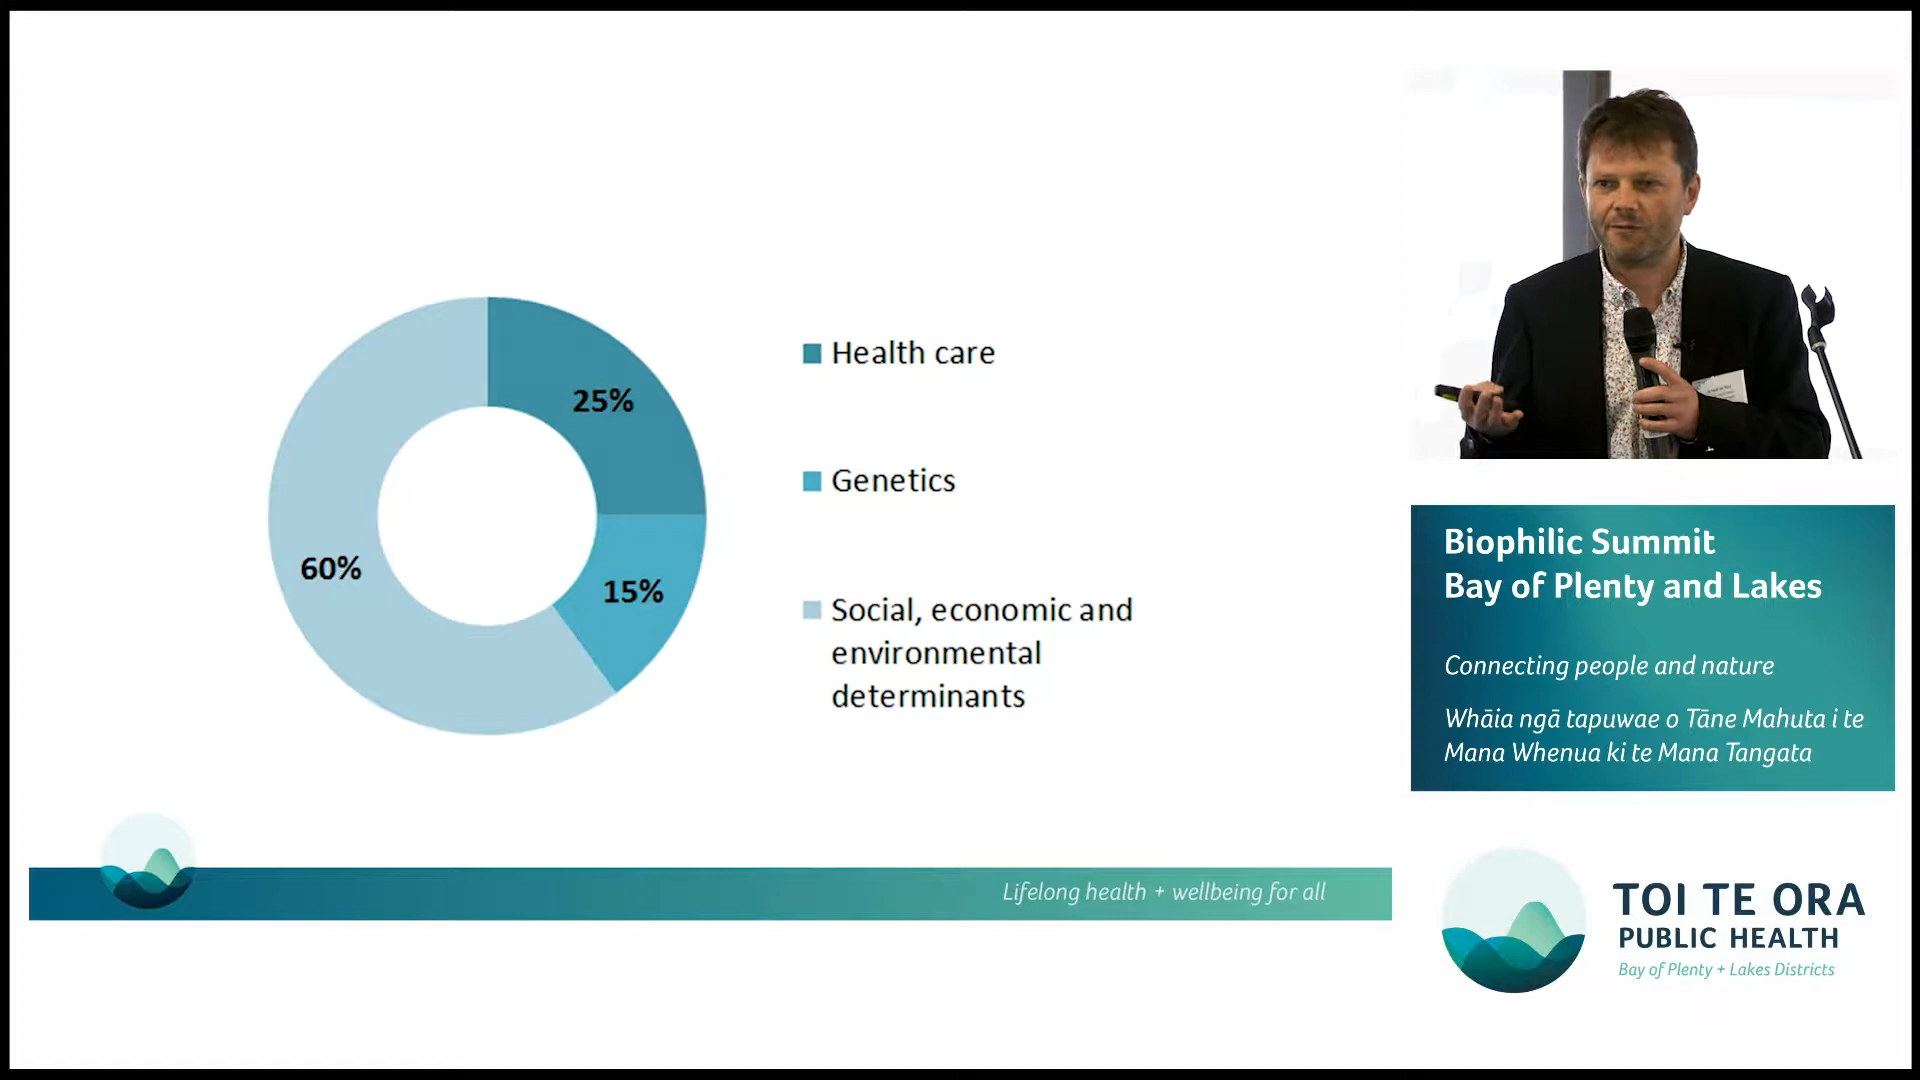 25%
60%
15%
Health care
Genetics
Social, economic and
environmental
determinants
Lifelong health + wellbeing for all
Biophilic Summit
Bay of Plenty and Lakes
Connecting people and nature
Whāia ngā tapuwae o Tāne Mahuta i te
Mana Whenua ki te Mana Tangata
TOI TE ORA
PUBLIC HEALTH
Bay of Plenty + Lakes Districts